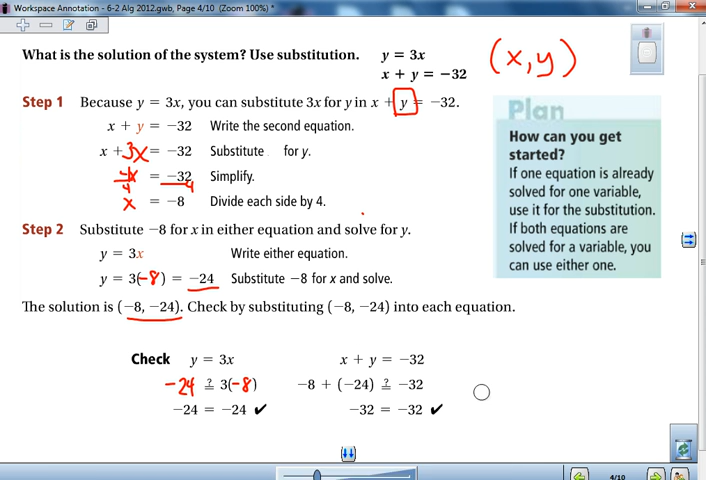 Workspace Annotation - 6-2 Alg 2012.gwb, Page 4/10 (Zoom 100%) *
What is the solution of the system? Use substitution. y = 3x
x + y = −32
(x, y)
Step 1 Because y = 3x, you can substitute 3x for y in x + y = −32.
x + y = −32 Write the second equation.
x + 3x = −32 Substitute for y.
4x/4 = −32/4 Simplify.
x = −8 Divide each side by 4.
Step 2 Substitute −8 for x in either equation and solve for y.
y = 3x Write either equation.
y = 3(−8) = −24 Substitute −8 for x and solve.
The solution is (−8, −24). Check by substituting (−8, −24) into each equation.
Check y = 3x x + y = −32
−24 ≟ 3(−8) −8 + (−24) ≟ −32
−24 = −24 ✔ −32 = −32 ✔
Plan
How can you get
started?
If one equation is already
solved for one variable,
use it for the substitution.
If both equations are
solved for a variable, you
can use either one.
4/10